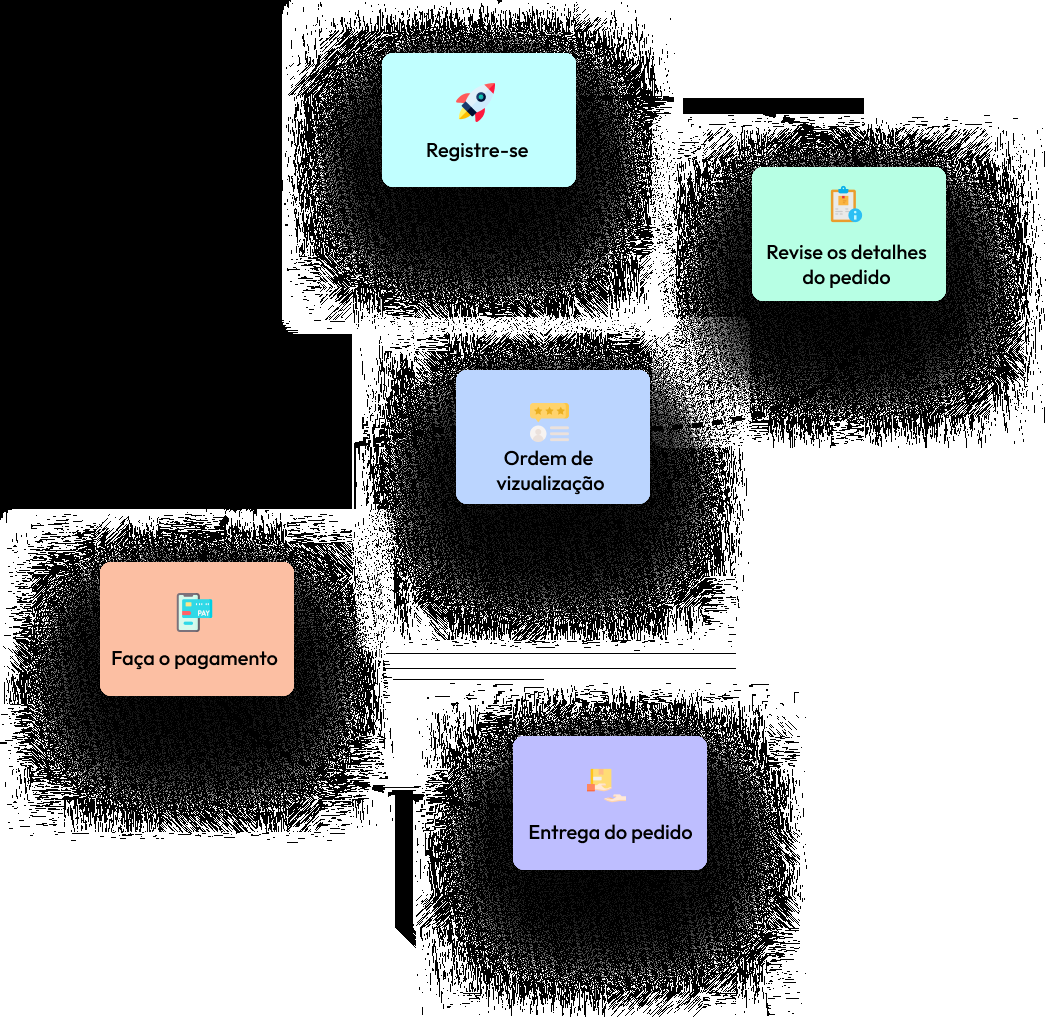 Registre-se
Revise os detalhes
do pedido
Ordem de
vizualização
PAY
Faça o pagamento
Entrega do pedido